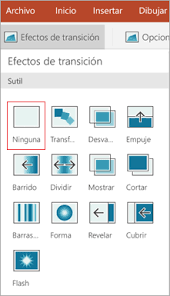 Archivo Inicio Insertar Dibujar
Efectos de transición Opcion
Efectos de transición
Sutil
Ninguna Transf... Desva... Empuje
Barrido Dividir Mostrar Cortar
Barras... Forma Revelar Cubrir
Flash